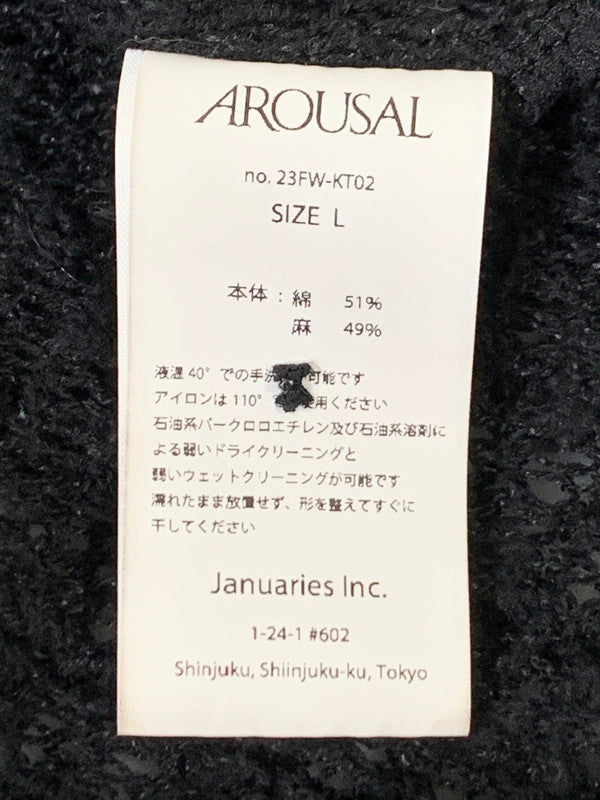 AROUSAL
no. 23FW-KT02
SIZE L
本体 : 綿 51%
麻 49%
液温 40° での手洗 可能です
アイロンは 110° 使用ください
石油系パークロロエチレン及び石油系溶剤に
よる弱いドライクリーニングと
弱いウェットクリーニングが可能です
濡れたまま放置せず、形を整えてすぐに
干してください
Januaries Inc.
1-24-1 #602
Shinjuku, Shiinjuku-ku, Tokyo